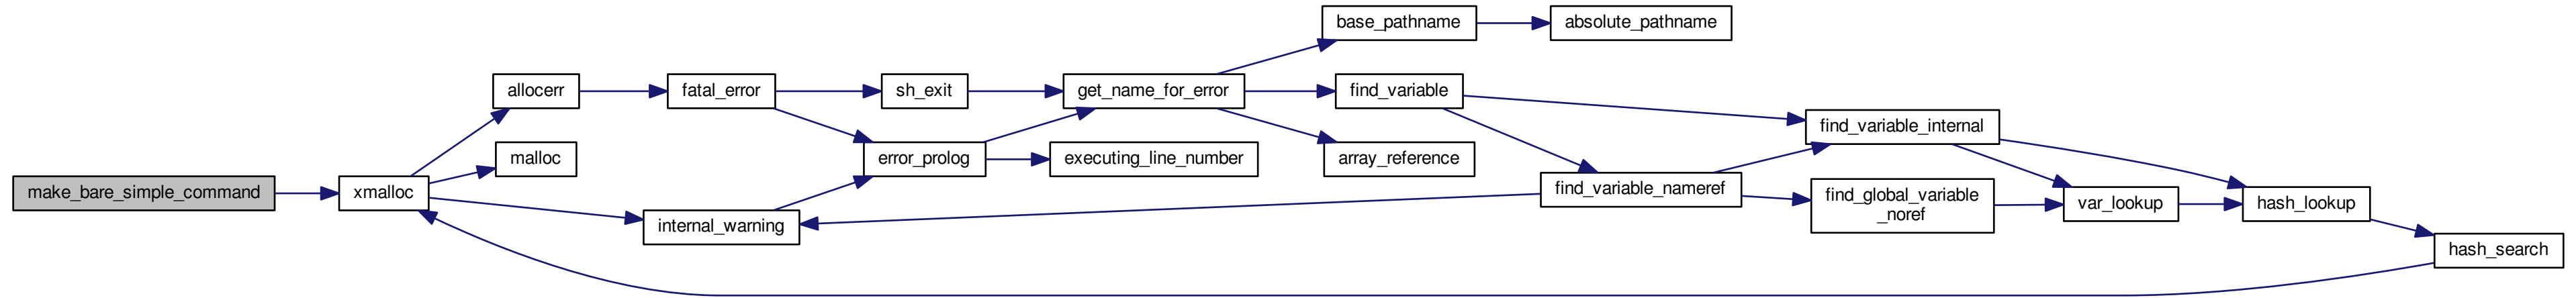 make_bare_simple_command
xmalloc
allocerr
malloc
internal_warning
fatal_error
error_prolog
sh_exit
executing_line_number
get_name_for_error
base_pathname
absolute_pathname
find_variable
array_reference
find_variable_nameref
find_variable_internal
find_global_variable
_noref
var_lookup
hash_lookup
hash_search